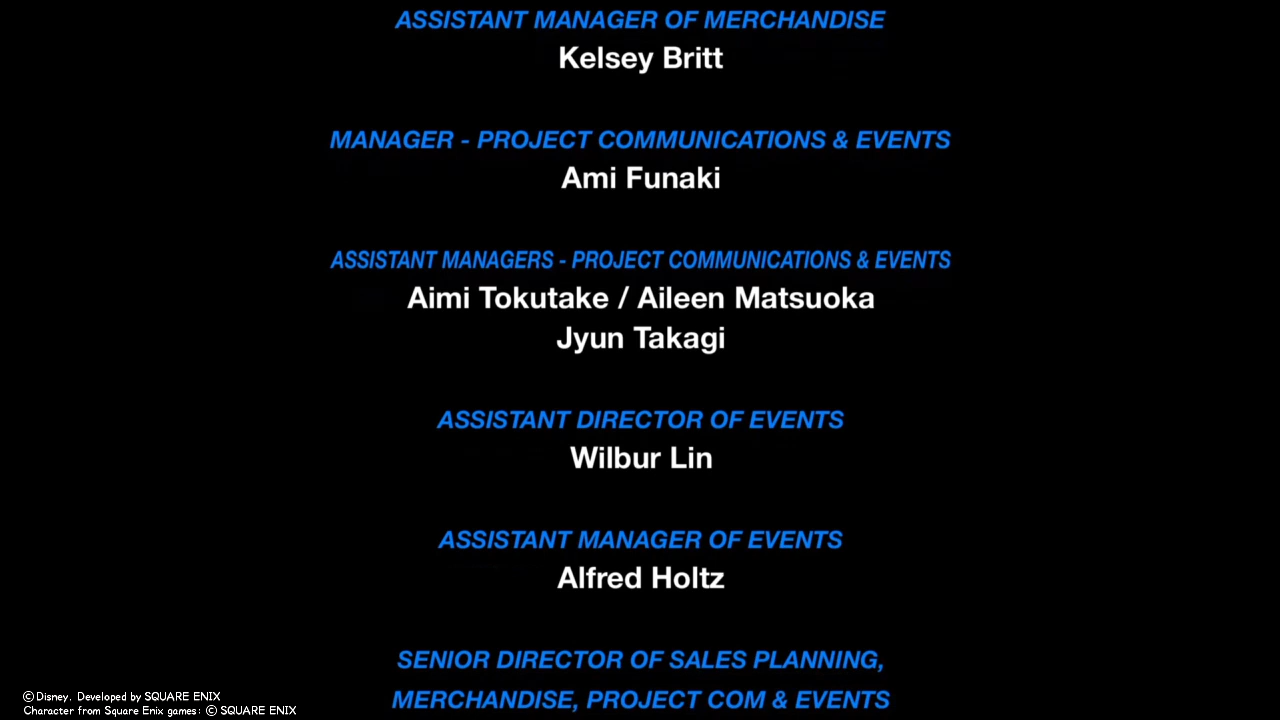 ASSISTANT MANAGER OF MERCHANDISE
Kelsey Britt
MANAGER - PROJECT COMMUNICATIONS & EVENTS
Ami Funaki
ASSISTANT MANAGERS - PROJECT COMMUNICATIONS & EVENTS
Aimi Tokutake / Aileen Matsuoka
Jyun Takagi
ASSISTANT DIRECTOR OF EVENTS
Wilbur Lin
ASSISTANT MANAGER OF EVENTS
Alfred Holtz
SENIOR DIRECTOR OF SALES PLANNING,
MERCHANDISE, PROJECT COM & EVENTS
© Disney. Developed by SQUARE ENIX
Character from Square Enix games: © SQUARE ENIX